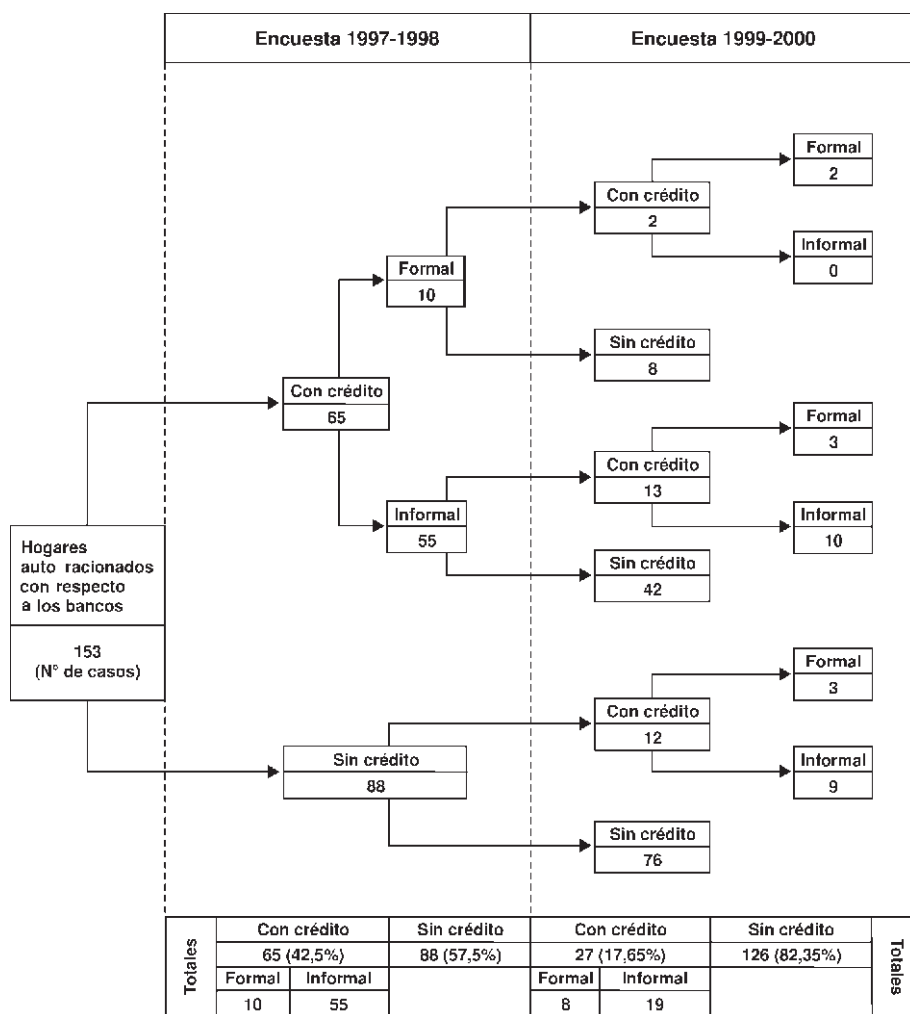 Encuesta 1997-1998
Encuesta 1999-2000
Hogares
auto racionados
con respecto
a los bancos
153
(N° de casos)
Con crédito
65
Formal
10
Con crédito
2
Formal
2
Informal
0
Sin crédito
8
Informal
55
Con crédito
13
Formal
3
Informal
10
Sin crédito
42
Sin crédito
88
Con crédito
12
Formal
3
Informal
9
Sin crédito
76
Totales
Con crédito
Sin crédito
Con crédito
Sin crédito
Totales
65 (42,5%)
88 (57,5%)
27 (17,65%)
126 (82,35%)
Formal
Informal
Formal
Informal
10
55
8
19